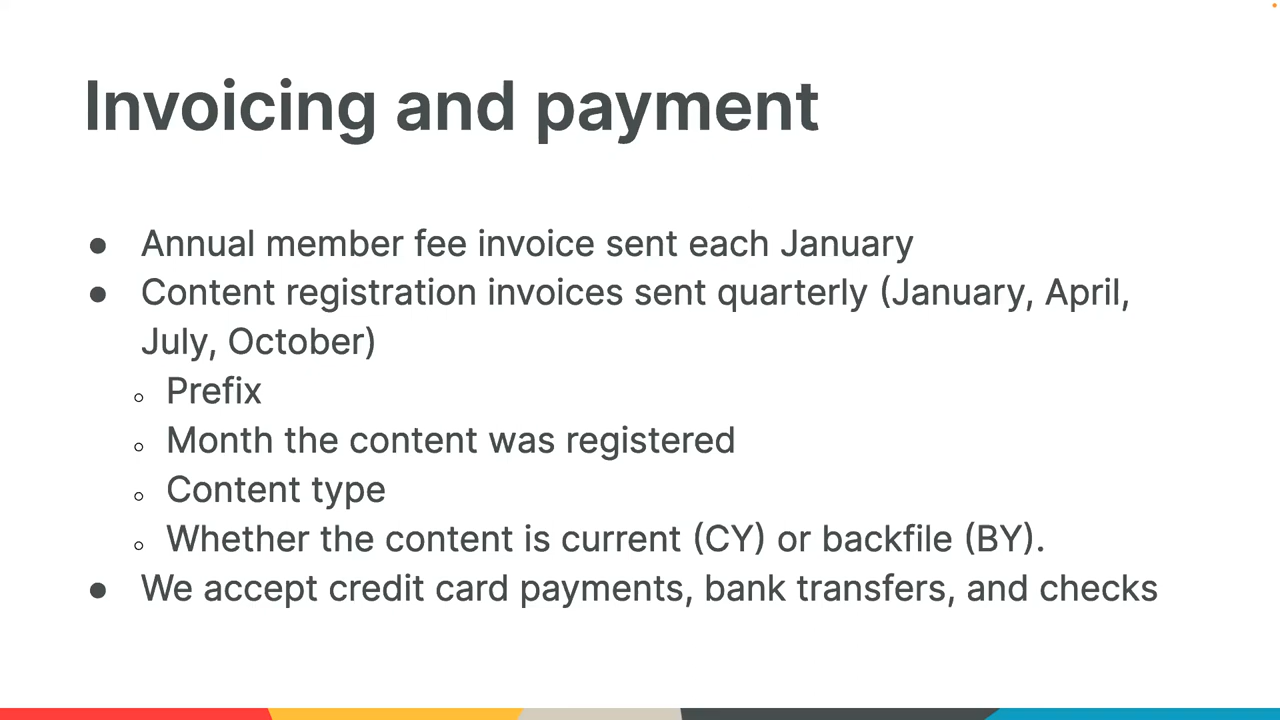 Invoicing and payment
● Annual member fee invoice sent each January
● Content registration invoices sent quarterly (January, April,
July, October)
○ Prefix
○ Month the content was registered
○ Content type
○ Whether the content is current (CY) or backfile (BY).
● We accept credit card payments, bank transfers, and checks